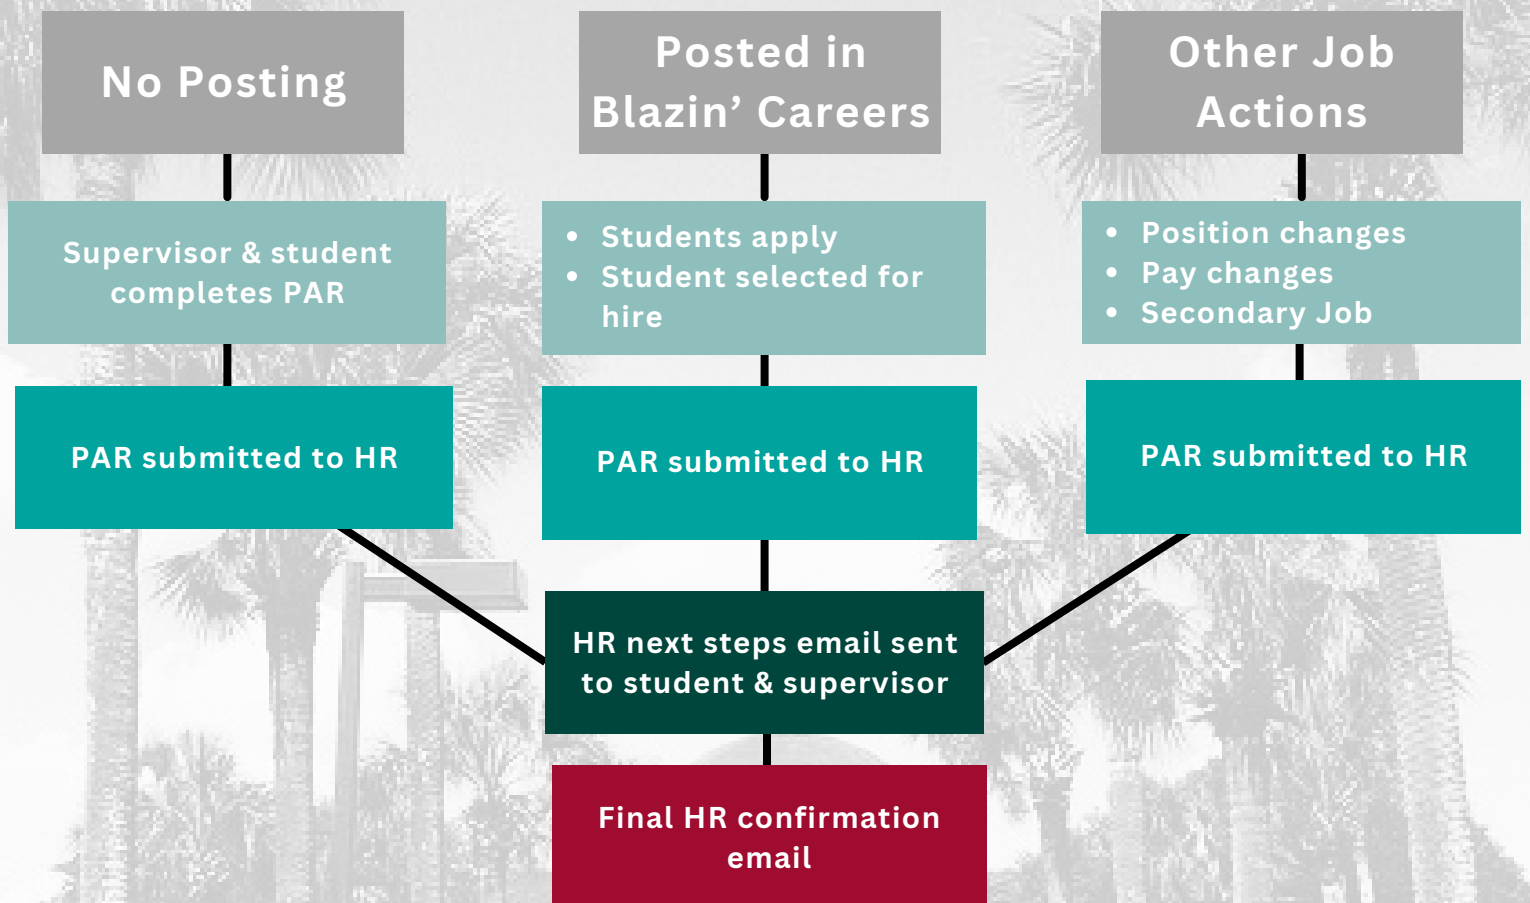 No Posting
Posted in
Blazin’ Careers
Other Job
Actions
Supervisor & student
completes PAR
• Students apply
• Student selected for
hire
• Position changes
• Pay changes
• Secondary Job
PAR submitted to HR
PAR submitted to HR
PAR submitted to HR
HR next steps email sent
to student & supervisor
Final HR confirmation
email